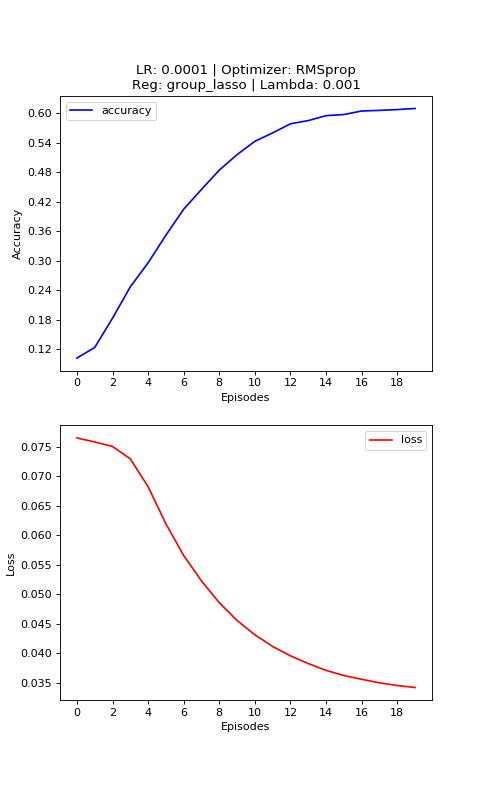 LR: 0.0001 | Optimizer: RMSprop
Reg: group_lasso | Lambda: 0.001
accuracy
0.60
0.54
0.48
0.42
0.36
0.30
0.24
0.18
0.12
Accuracy
0 2 4 6 8 10 12 14 16 18
Episodes
loss
0.075
0.070
0.065
0.060
0.055
0.050
0.045
0.040
0.035
Loss
0 2 4 6 8 10 12 14 16 18
Episodes